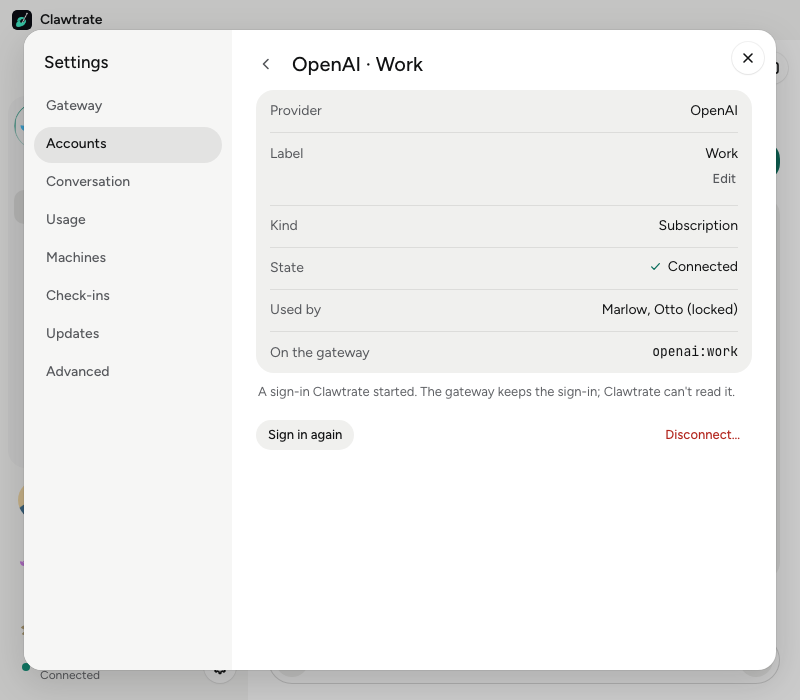 Clawtrate
Settings
OpenAI · Work
Gateway
Accounts
Conversation
Usage
Machines
Check-ins
Updates
Advanced
Provider OpenAI
Label Work
Edit
Kind Subscription
State Connected
Used by Marlow, Otto (locked)
On the gateway openai:work
A sign-in Clawtrate started. The gateway keeps the sign-in; Clawtrate can't read it.
Sign in again Disconnect...
Connected